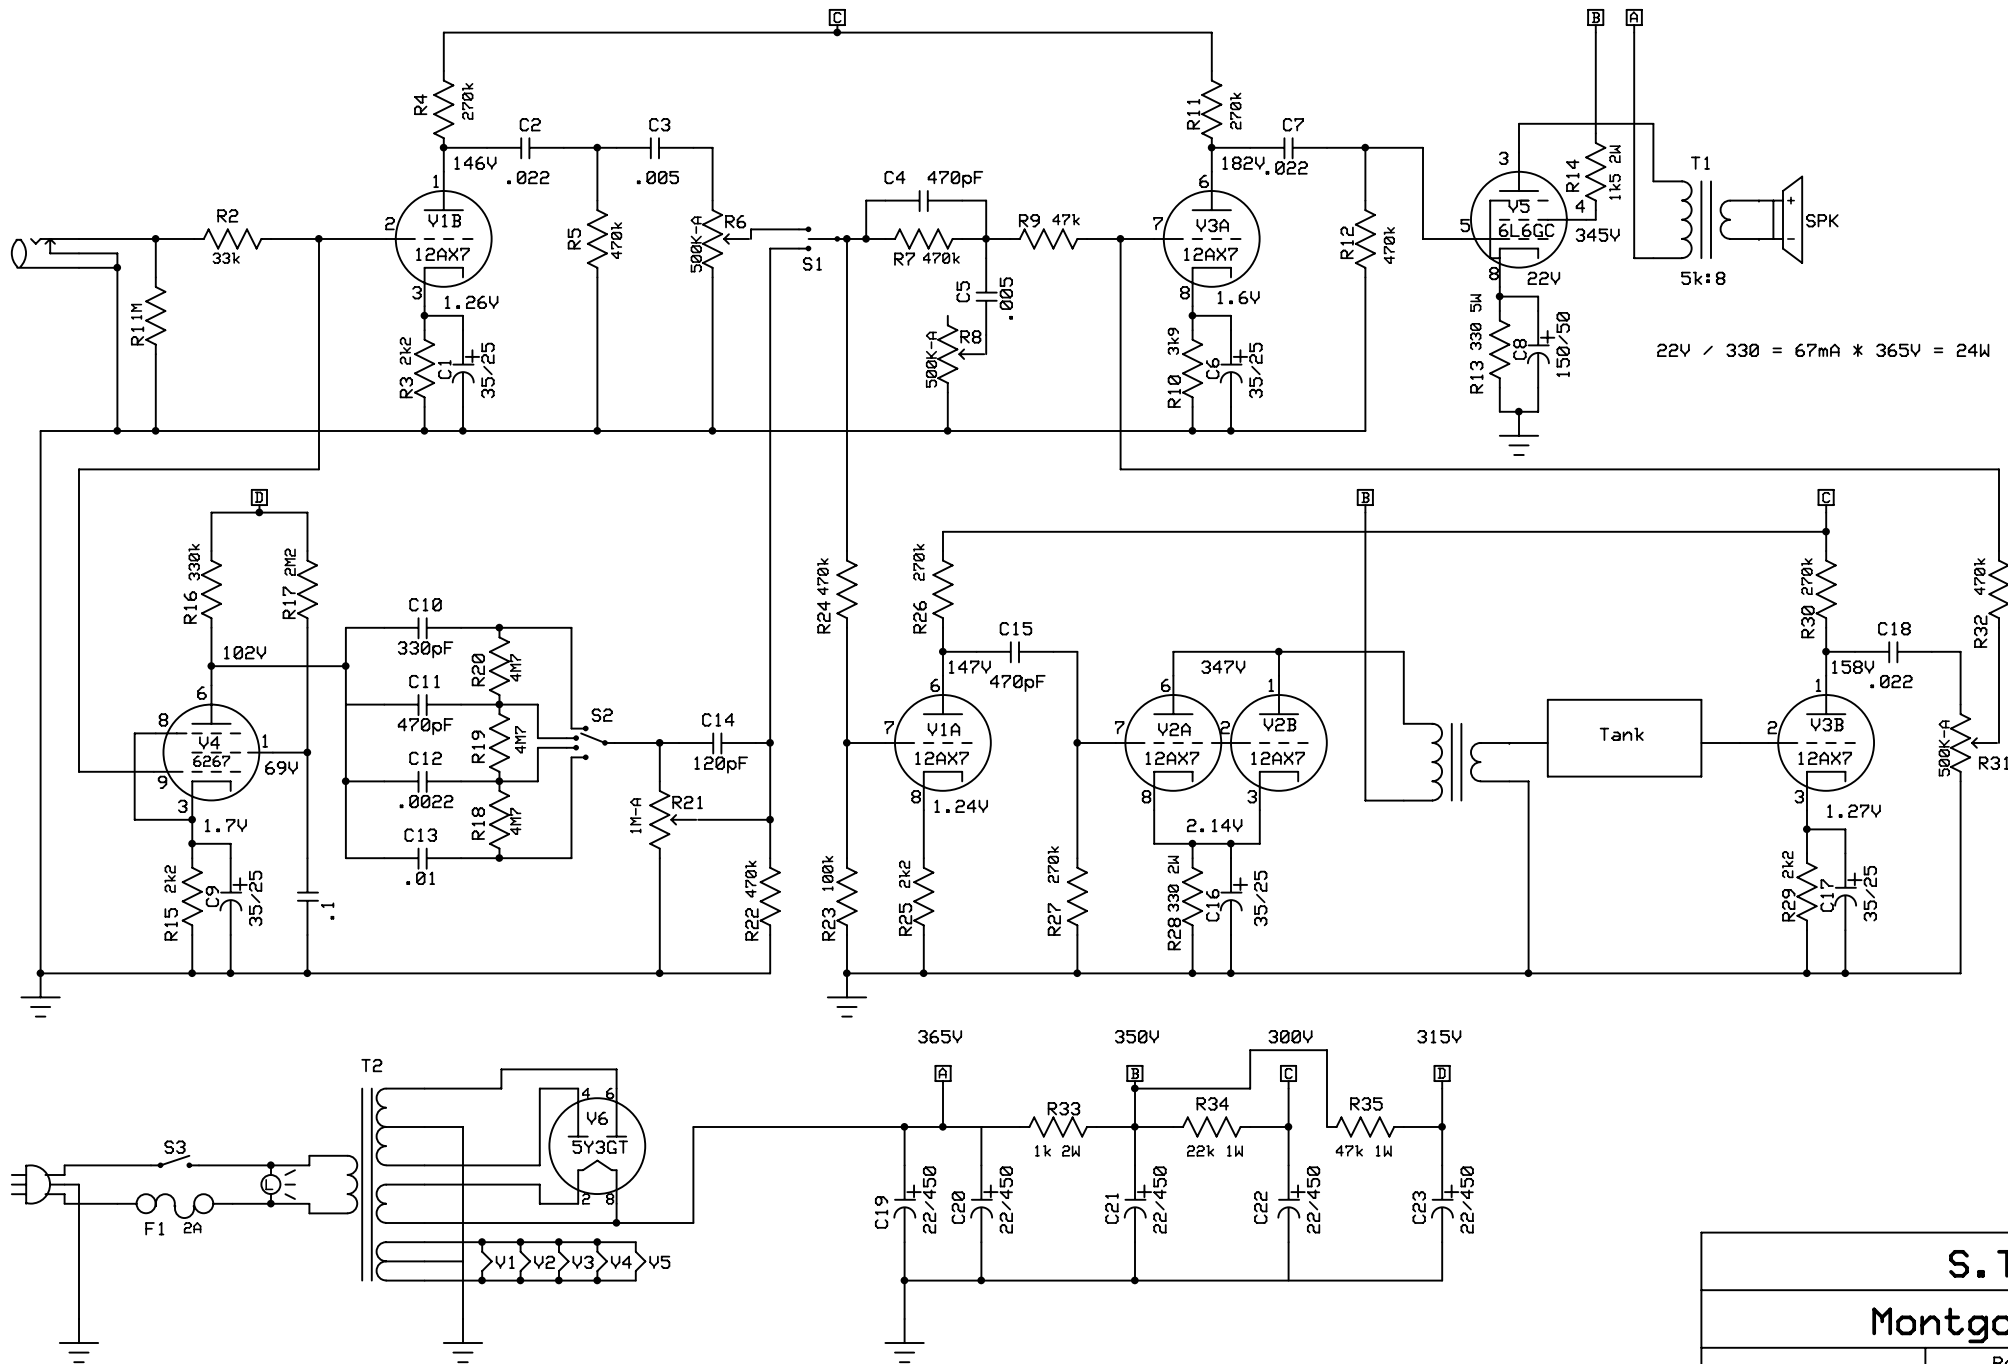 C
B
A
R4
270k
C2
.022
C3
.005
146V
1
2
V1B
12AX7
3
1.26V
R2
33k
R1
1M
R3 2k2
C1
35/25
R5
470k
R6
500K-A
S1
C4
470pF
R7 470k
R9 47k
C5
.005
R8
500K-A
R11
270k
C7
.022
182V
6
7
V3A
12AX7
8
1.6V
R10 3k9
C6
35/25
R12
470k
3
5
V5
6L6GC
4
8
345V
22V
R14
1k5 2W
R13 330 5W
C8
150/50
T1
5k:8
+
-
SPK
22V / 330 = 67mA * 365V = 24W
D
R16 330k
R17 2M2
102V
6
8
V4
6267
1
9
69V
3
1.7V
R15 2k2
C9
35/25
.1
C10
330pF
C11
470pF
C12
.0022
C13
.01
R20
4M7
R19
4M7
R18
4M7
S2
C14
120pF
R21
1M-A
R22 470k
R24 470k
R23 100k
R26 270k
C15
470pF
147V
6
7
V1A
12AX7
8
1.24V
R25 2k2
R27 270k
B
347V
6
V2A
12AX7
8
1
2
V2B
12AX7
3
2.14V
R28 330 2W
C16
35/25
Tank
C
R30 270k
C18
.022
158V
1
2
V3B
12AX7
3
1.27V
R29 2k2
C17
35/25
R32
470k
R31
500K-A
T2
S3
L
F1 2A
4
6
V6
5Y3GT
2
8
V1 V2 V3 V4 V5
365V
350V
300V
315V
A
B
C
D
R33
1k 2W
R34
22k 1W
R35
47k 1W
C19
22/450
C20
22/450
C21
22/450
C22
22/450
C23
22/450
S.T
Montgo